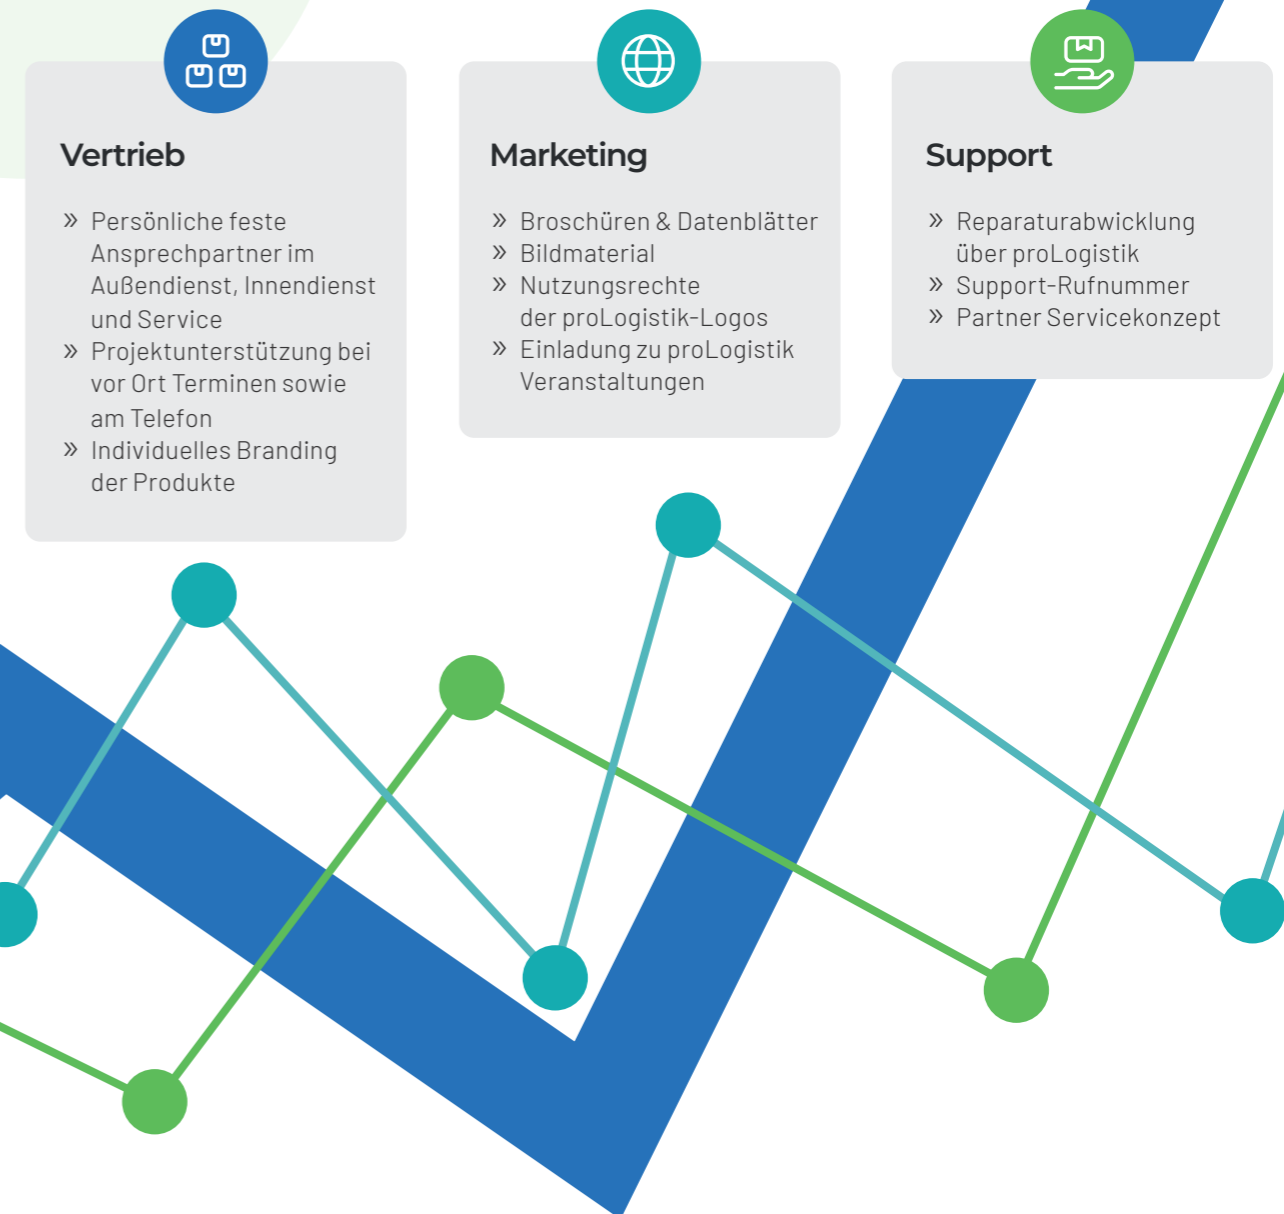 Vertrieb
» Persönliche feste
Ansprechpartner im
Außendienst, Innendienst
und Service
» Projektunterstützung bei
vor Ort Terminen sowie
am Telefon
» Individuelles Branding
der Produkte
Marketing
» Broschüren & Datenblätter
» Bildmaterial
» Nutzungsrechte
der proLogistik-Logos
» Einladung zu proLogistik
Veranstaltungen
Support
» Reparaturabwicklung
über proLogistik
» Support-Rufnummer
» Partner Servicekonzept